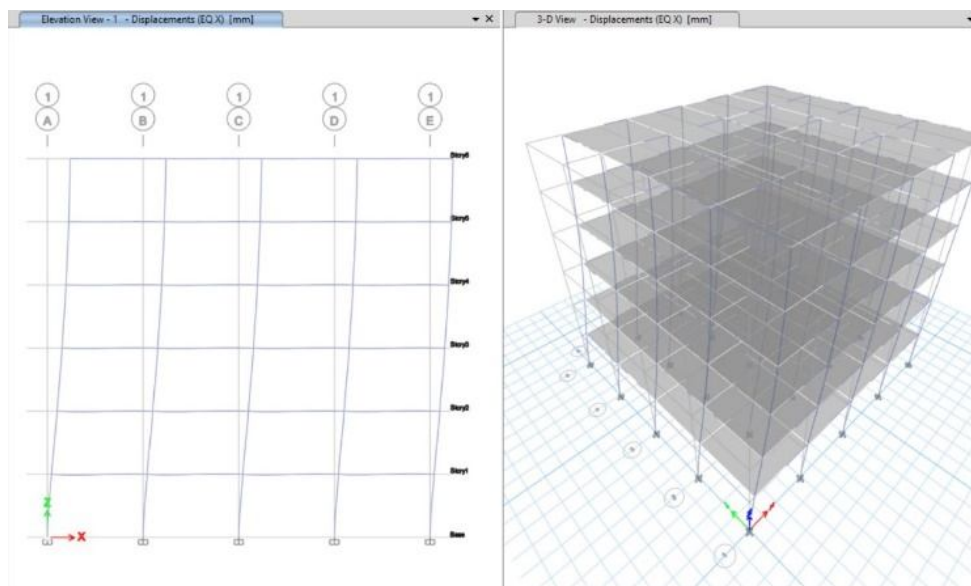 Elevation View - 1 - Displacements (EQ X) [mm]
3-D View - Displacements (EQ X) [mm]
1 1 1 1 1
A B C D E
Story6
Story5
Story4
Story3
Story2
Story1
Z
X
Base